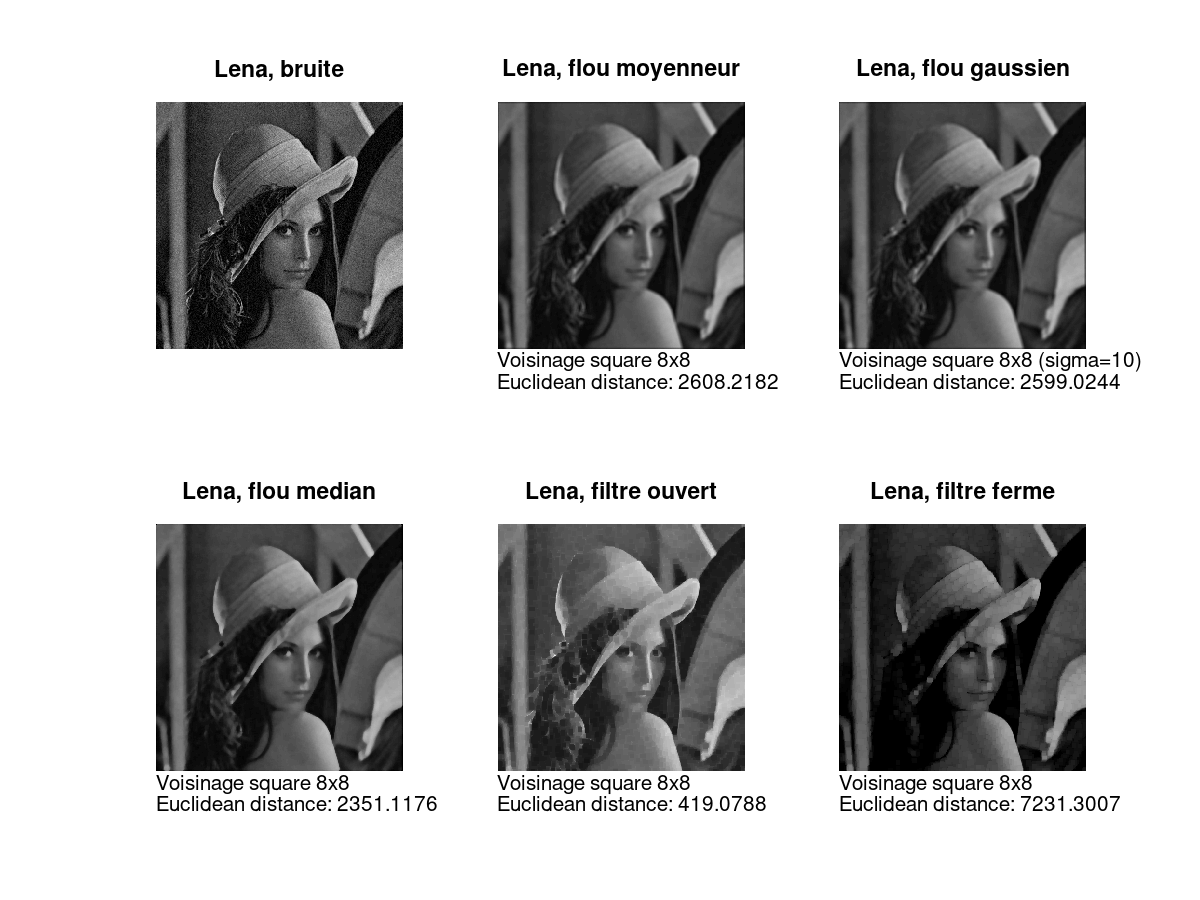 Lena, bruite
Lena, flou moyenneur
Lena, flou gaussien
Voisinage square 8x8
Euclidean distance: 2608.2182
Voisinage square 8x8 (sigma=10)
Euclidean distance: 2599.0244
Lena, flou median
Lena, filtre ouvert
Lena, filtre ferme
Voisinage square 8x8
Euclidean distance: 2351.1176
Voisinage square 8x8
Euclidean distance: 419.0788
Voisinage square 8x8
Euclidean distance: 7231.3007